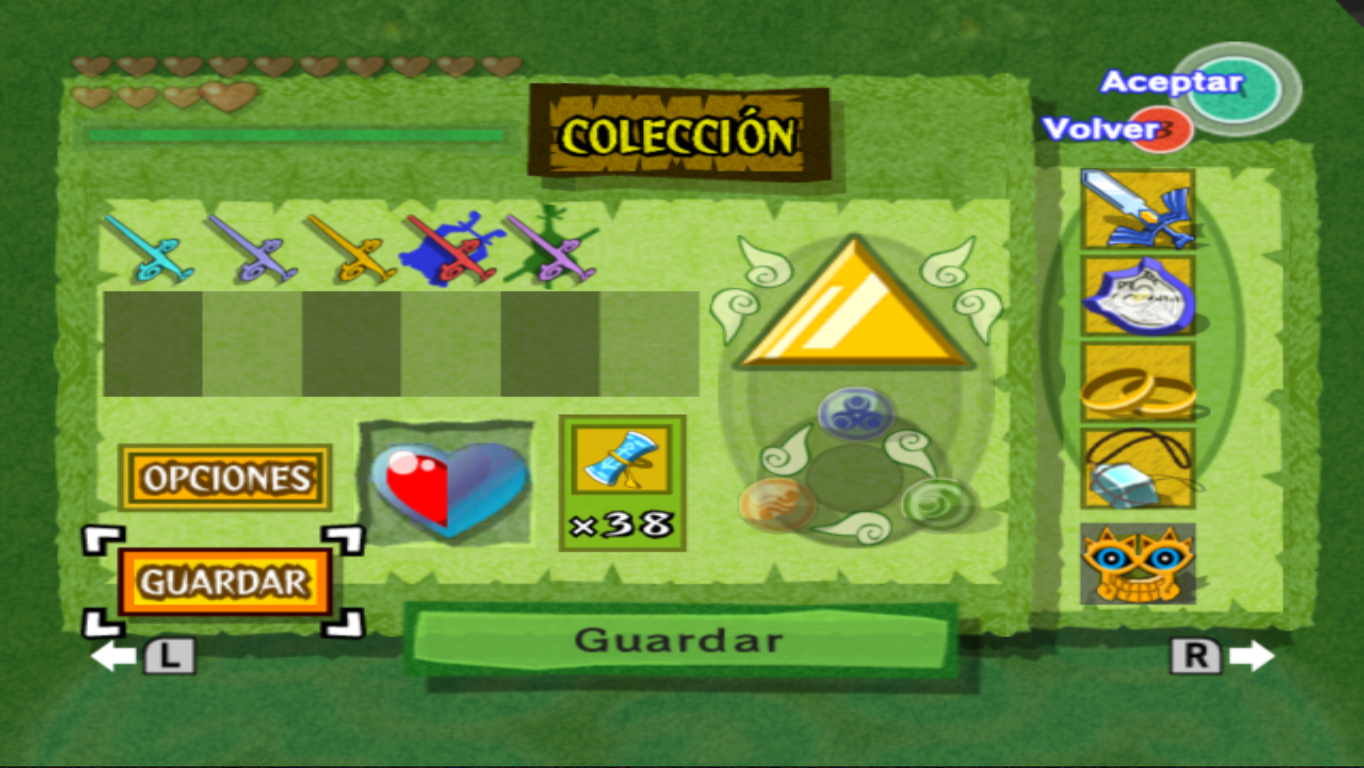 COLECCIÓN
Aceptar
Volver
OPCIONES
×38
GUARDAR
Guardar
L
R